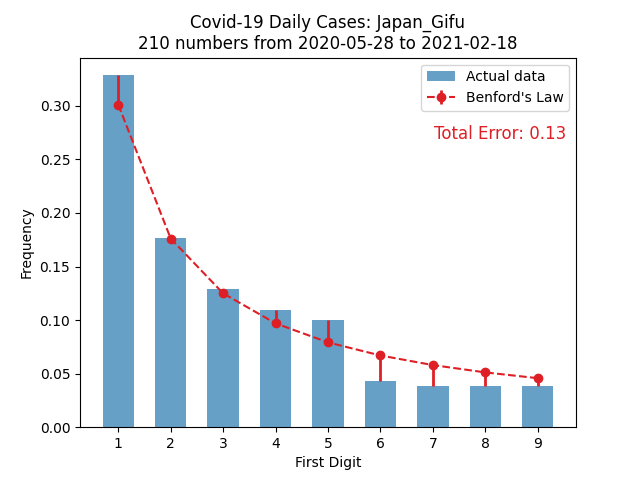 Covid-19 Daily Cases: Japan_Gifu
210 numbers from 2020-05-28 to 2021-02-18
Actual data
Benford's Law
Total Error: 0.13
Frequency
0.30
0.25
0.20
0.15
0.10
0.05
0.00
1 2 3 4 5 6 7 8 9
First Digit